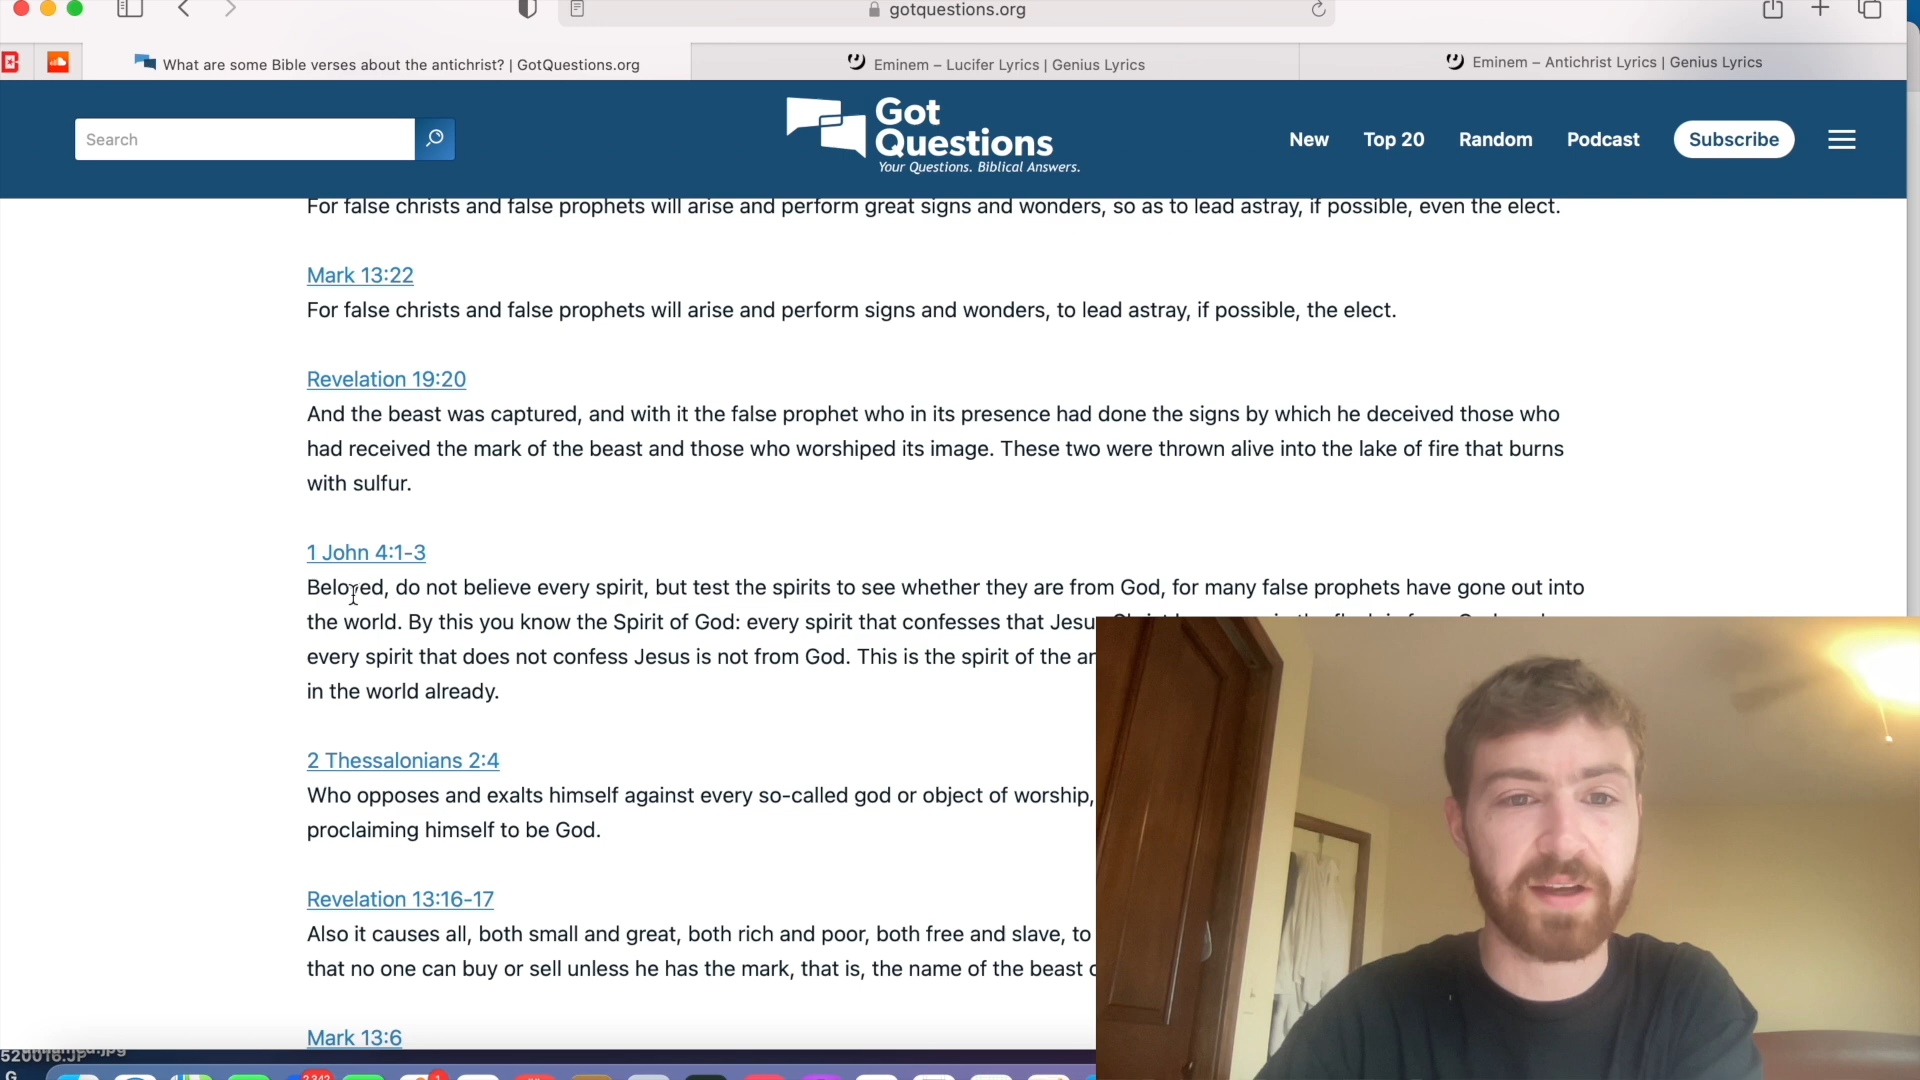 gotquestions.org
What are some Bible verses about the antichrist? | GotQuestions.org
Eminem – Lucifer Lyrics | Genius Lyrics
Eminem – Antichrist Lyrics | Genius Lyrics
Search
Got
Questions
Your Questions. Biblical Answers.
New
Top 20
Random
Podcast
Subscribe
For false christs and false prophets will arise and perform great signs and wonders, so as to lead astray, if possible, even the elect.
Mark 13:22
For false christs and false prophets will arise and perform signs and wonders, to lead astray, if possible, the elect.
Revelation 19:20
And the beast was captured, and with it the false prophet who in its presence had done the signs by which he deceived those who
had received the mark of the beast and those who worshiped its image. These two were thrown alive into the lake of fire that burns
with sulfur.
1 John 4:1-3
Beloved, do not believe every spirit, but test the spirits to see whether they are from God, for many false prophets have gone out into
the world. By this you know the Spirit of God: every spirit that confesses that
every spirit that does not confess Jesus is not from God. This is the spirit of the
in the world already.
2 Thessalonians 2:4
Who opposes and exalts himself against every so-called god or object of worship,
proclaiming himself to be God.
Revelation 13:16-17
Also it causes all, both small and great, both rich and poor, both free and slave, to
that no one can buy or sell unless he has the mark, that is, the name of the beast
Mark 13:6
520016.JP
G
2,342
1